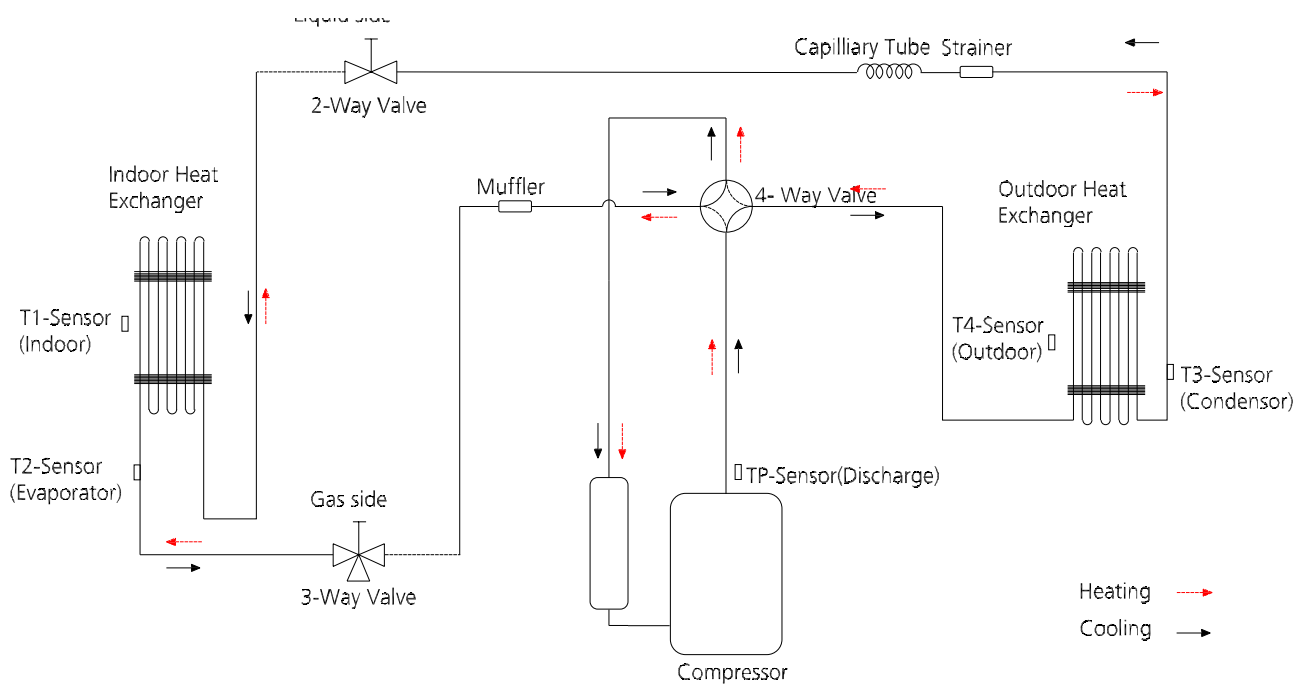 Liquid side
Capilliary Tube Strainer
2-Way Valve
Indoor Heat
Exchanger
Muffler
4- Way Valve
Outdoor Heat
Exchanger
T1-Sensor
(Indoor)
T4-Sensor
(Outdoor)
T3-Sensor
(Condensor)
T2-Sensor
(Evaporator)
TP-Sensor(Discharge)
Gas side
3-Way Valve
Heating
Cooling
Compressor